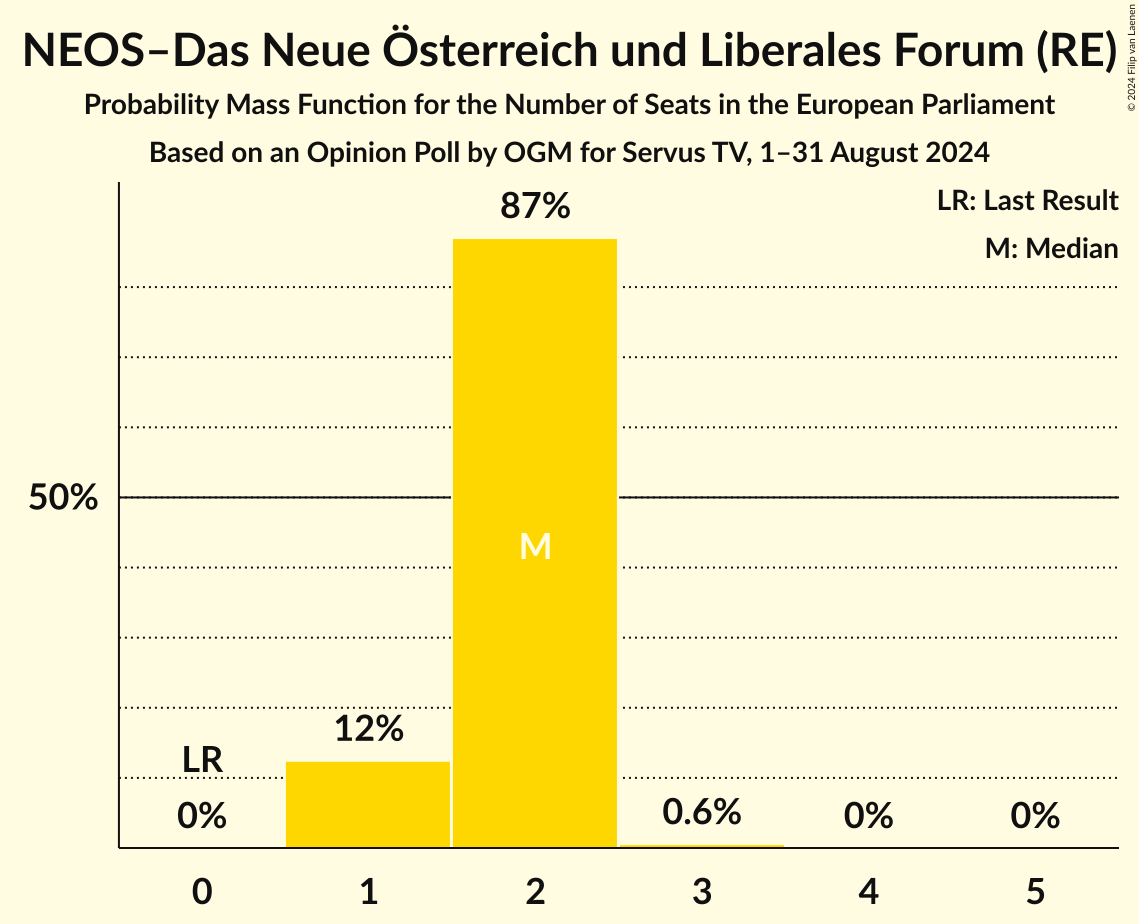 NEOS–Das Neue Österreich und Liberales Forum (RE)
Probability Mass Function for the Number of Seats in the European Parliament
Based on an Opinion Poll by OGM for Servus TV, 1–31 August 2024
© 2024 Filip van Laenen
LR: Last Result
M: Median
87%
50%
M
12%
LR
0%
0.6%
0%
0%
0
1
2
3
4
5